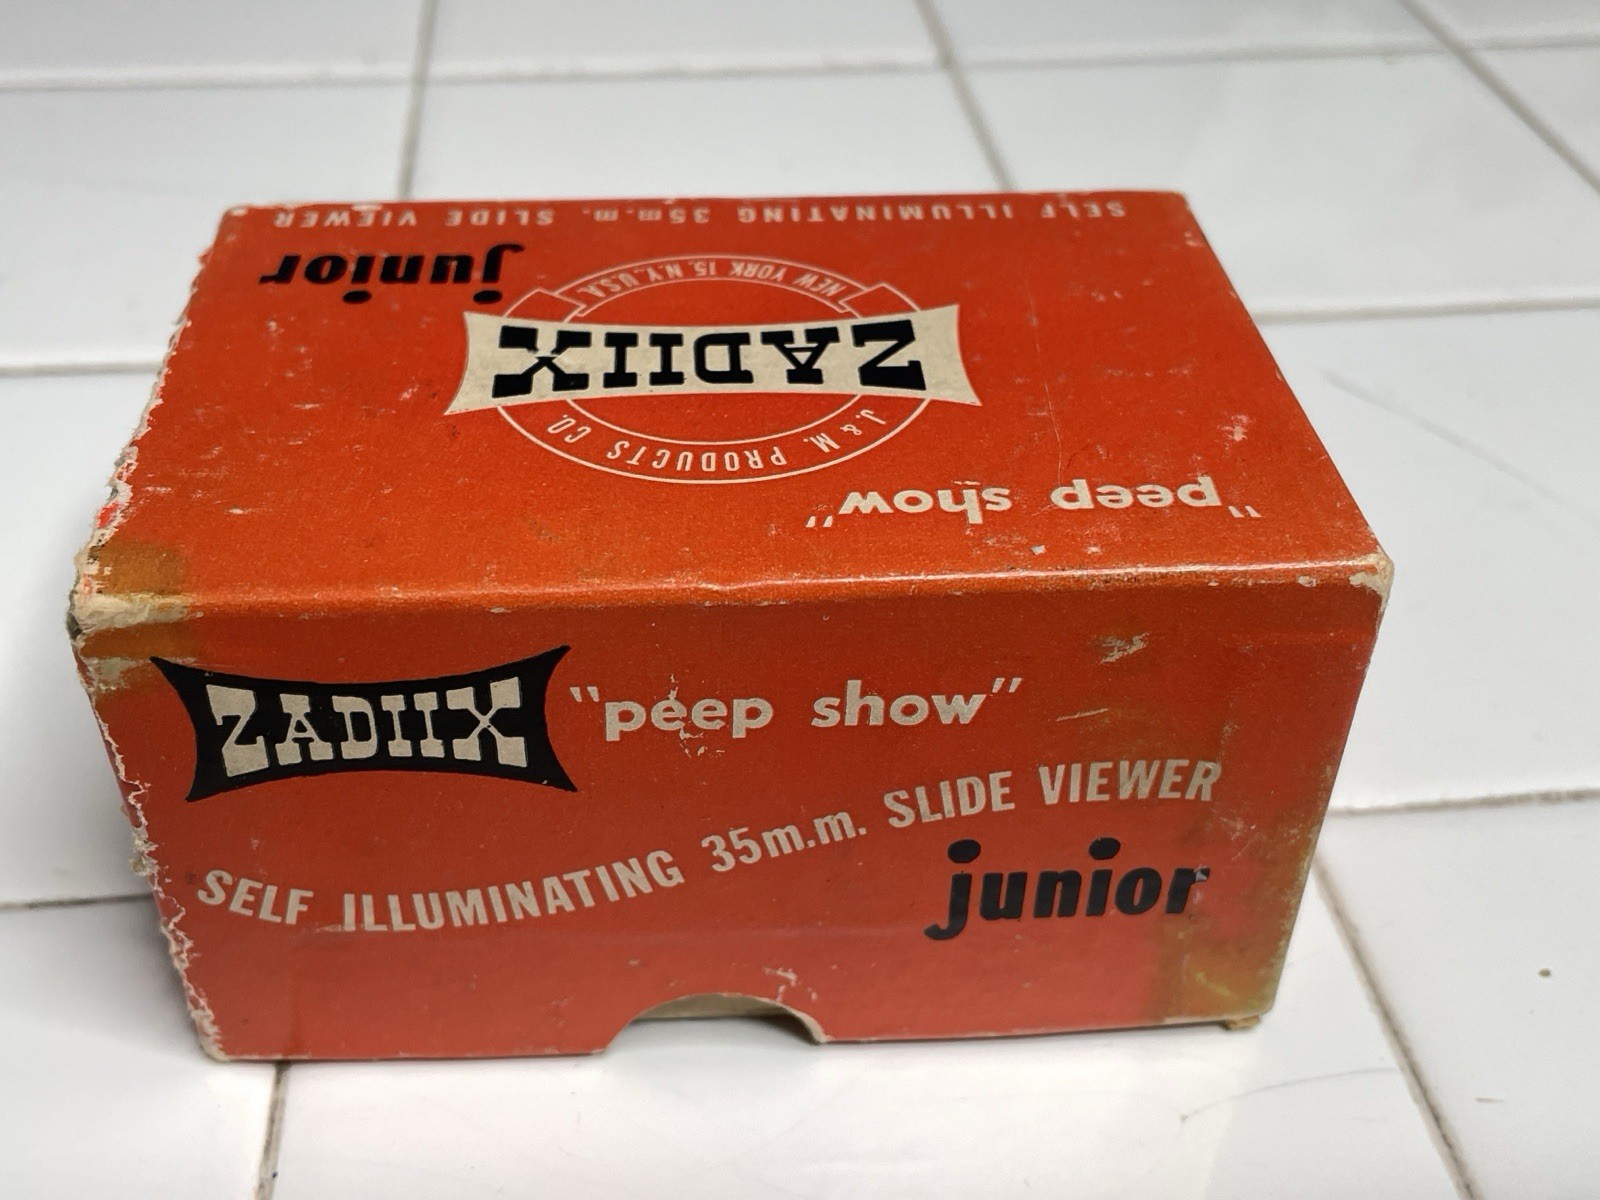 SELF ILLUMINATING 35m.m. SLIDE VIEWER
junior
NEW YORK 15, N.Y., U.S.A.
ZADIIX
J. & M. PRODUCTS CO.
"peep show"
ZADIIX
"peep show"
SELF ILLUMINATING 35m.m. SLIDE VIEWER
junior